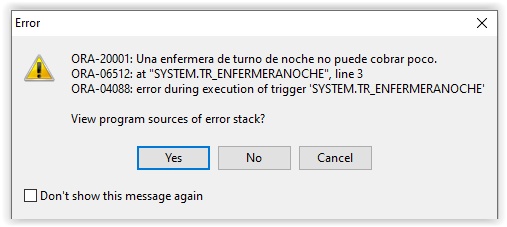 Error
ORA-20001: Una enfermera de turno de noche no puede cobrar poco.
ORA-06512: at "SYSTEM.TR_ENFERMERANOCHE", line 3
ORA-04088: error during execution of trigger 'SYSTEM.TR_ENFERMERANOCHE'
View program sources of error stack?
Yes No Cancel
Don't show this message again